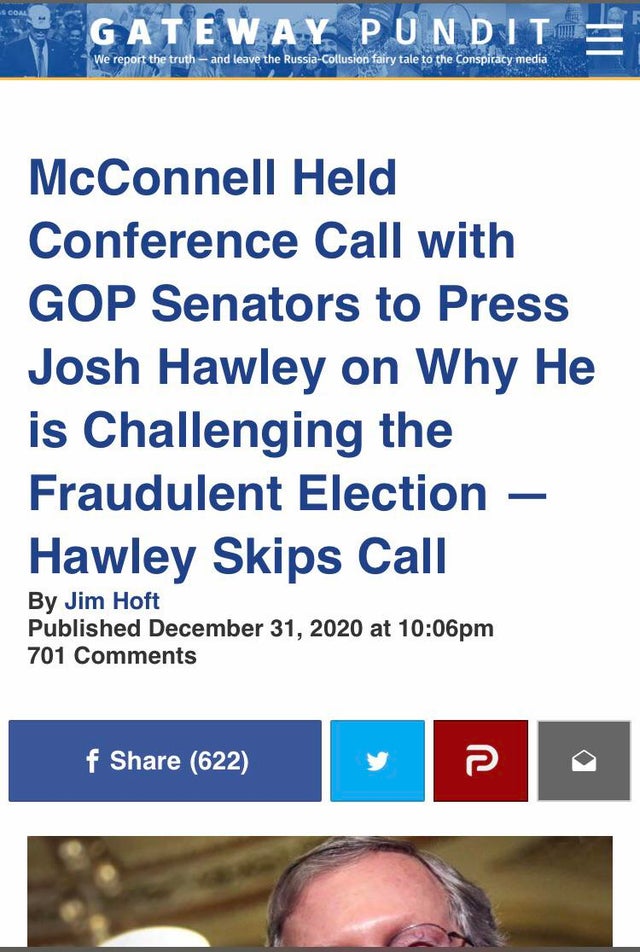 S COAL
GATEWAY PUNDIT
We report the truth — and leave the Russia-Collusion fairy tale to the Conspiracy media
McConnell Held
Conference Call with
GOP Senators to Press
Josh Hawley on Why He
is Challenging the
Fraudulent Election —
Hawley Skips Call
By Jim Hoft
Published December 31, 2020 at 10:06pm
701 Comments
f Share (622)